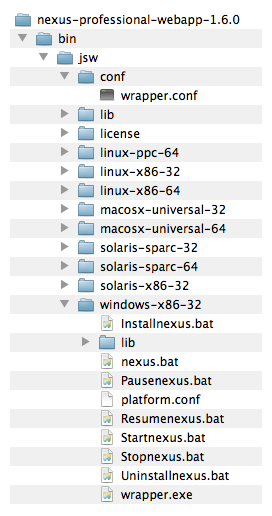 nexus-professional-webapp-1.6.0
bin
jsw
conf
wrapper.conf
lib
license
linux-ppc-64
linux-x86-32
linux-x86-64
macosx-universal-32
macosx-universal-64
solaris-sparc-32
solaris-sparc-64
solaris-x86-32
windows-x86-32
Installnexus.bat
lib
nexus.bat
Pausenexus.bat
platform.conf
Resumenexus.bat
Startnexus.bat
Stopnexus.bat
Uninstallnexus.bat
wrapper.exe